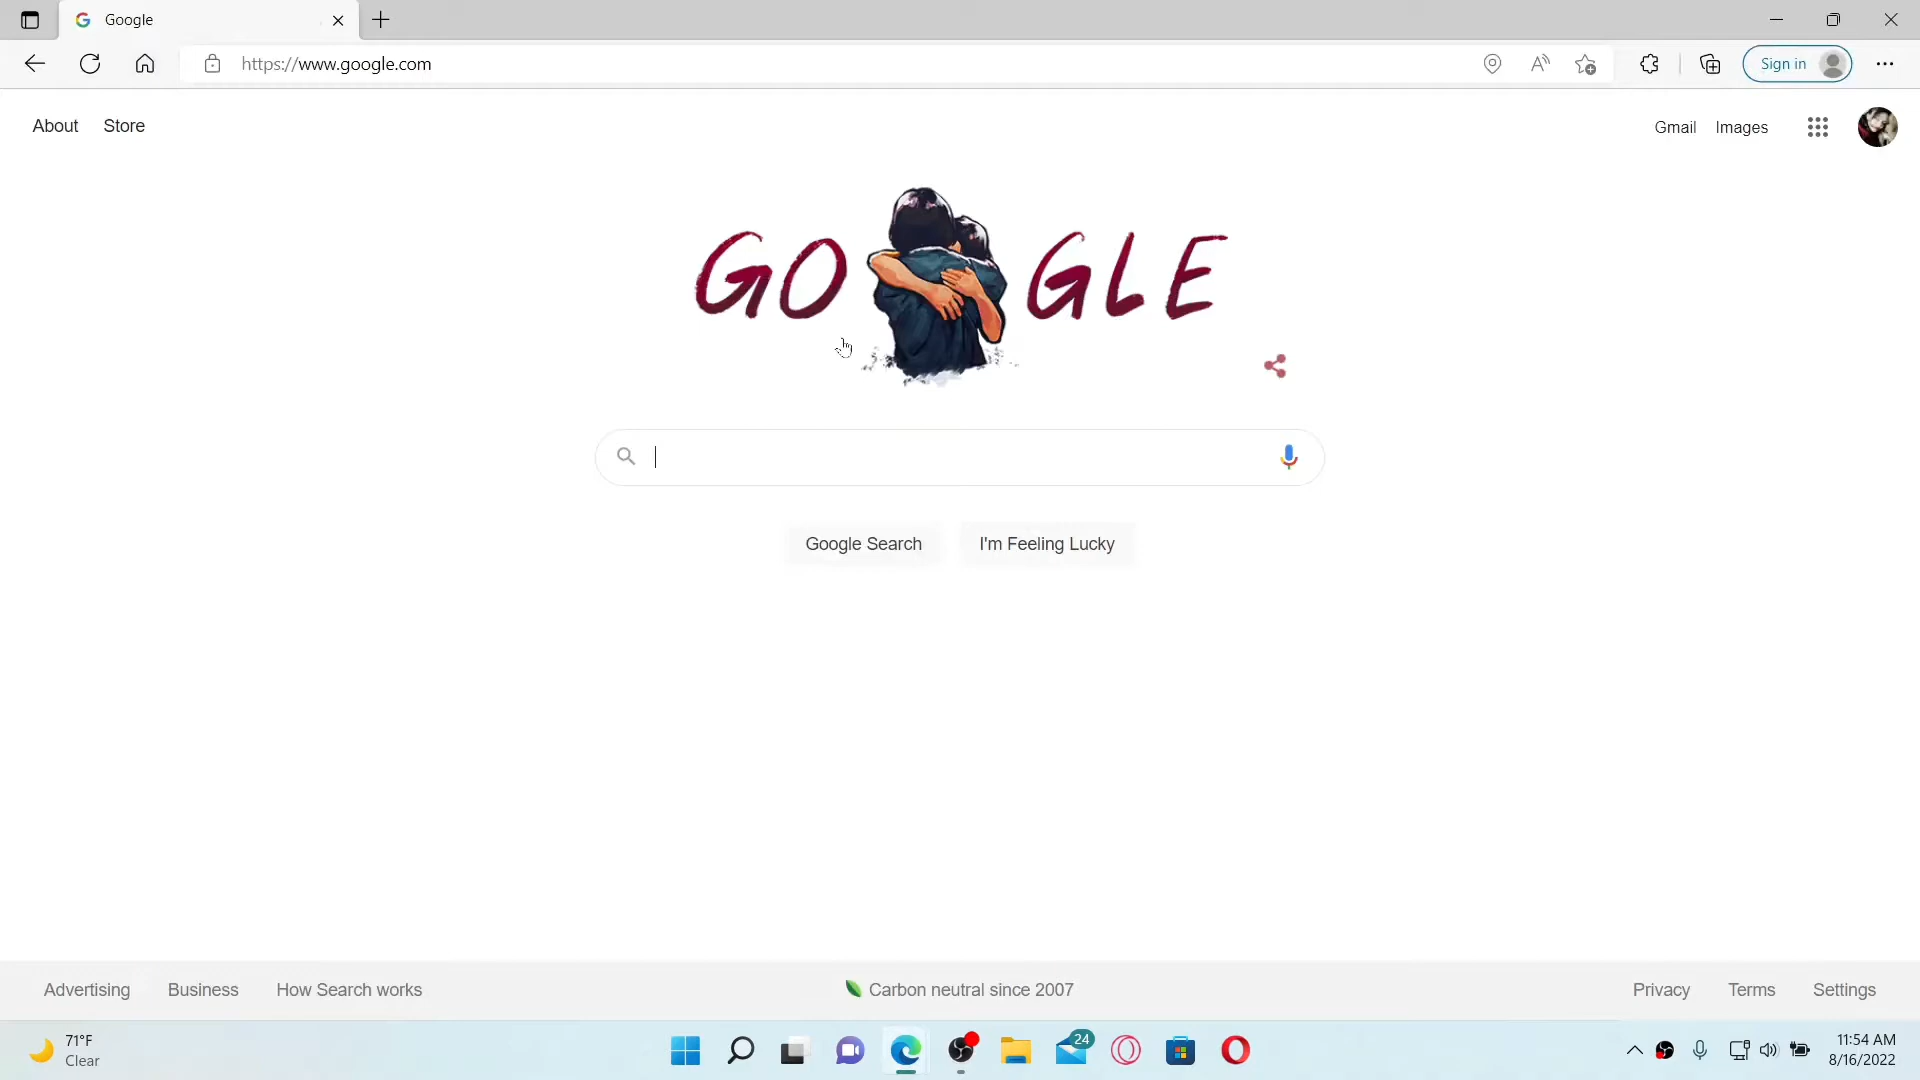 Google
https://www.google.com
Sign in
About Store
Gmail Images
GO GLE
Google Search I'm Feeling Lucky
Advertising Business How Search works
Carbon neutral since 2007
Privacy Terms Settings
71°F
Clear
24
11:54 AM
8/16/2022